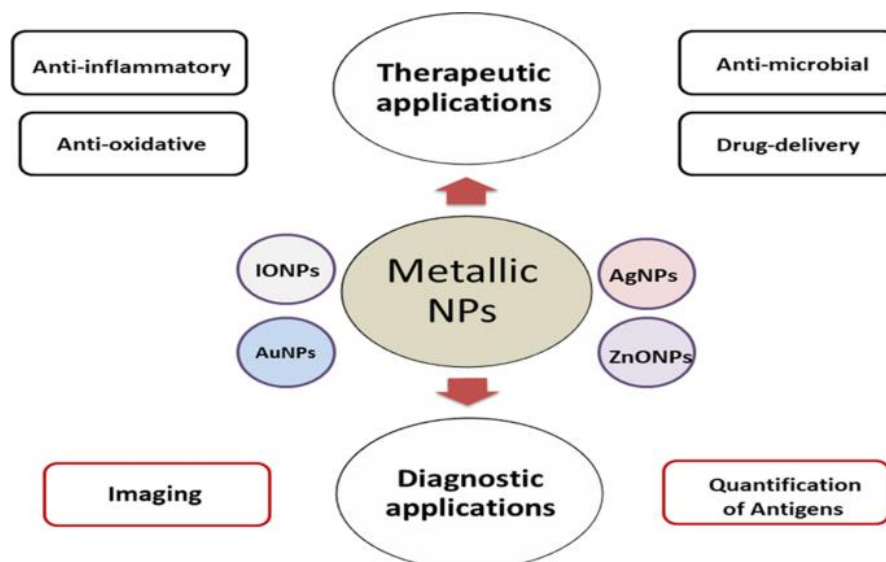 Anti-inflammatory
Therapeutic
applications
Anti-microbial
Anti-oxidative
Drug-delivery
IONPs
Metallic
NPs
AgNPs
AuNPs
ZnONPs
Imaging
Diagnostic
applications
Quantification
of Antigens